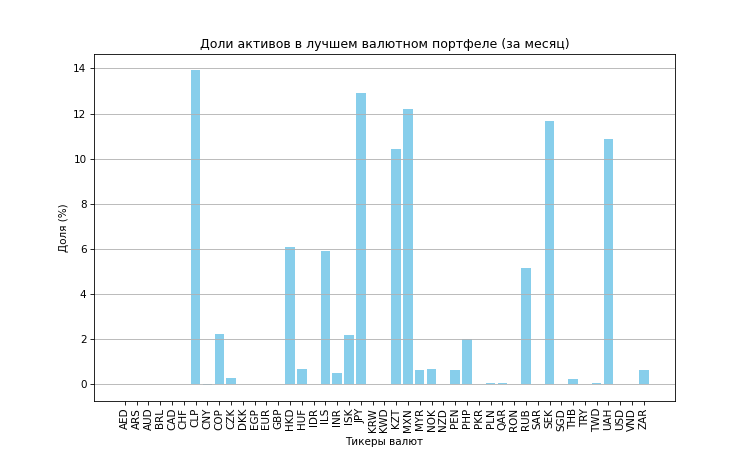 Доли активов в лучшем валютном портфеле (за месяц)
Доля (%)
14
12
10
8
6
4
2
0
AED ARS AUD BRL CAD CHF CLP CNY COP CZK DKK EGP EUR GBP HKD HUF IDR ILS INR ISK JPY KRW KWD KZT MXN MYR NOK NZD PEN PHP PKR PLN QAR RON RUB SAR SEK SGD THB TRY TWD UAH USD VND ZAR
Тикеры валют